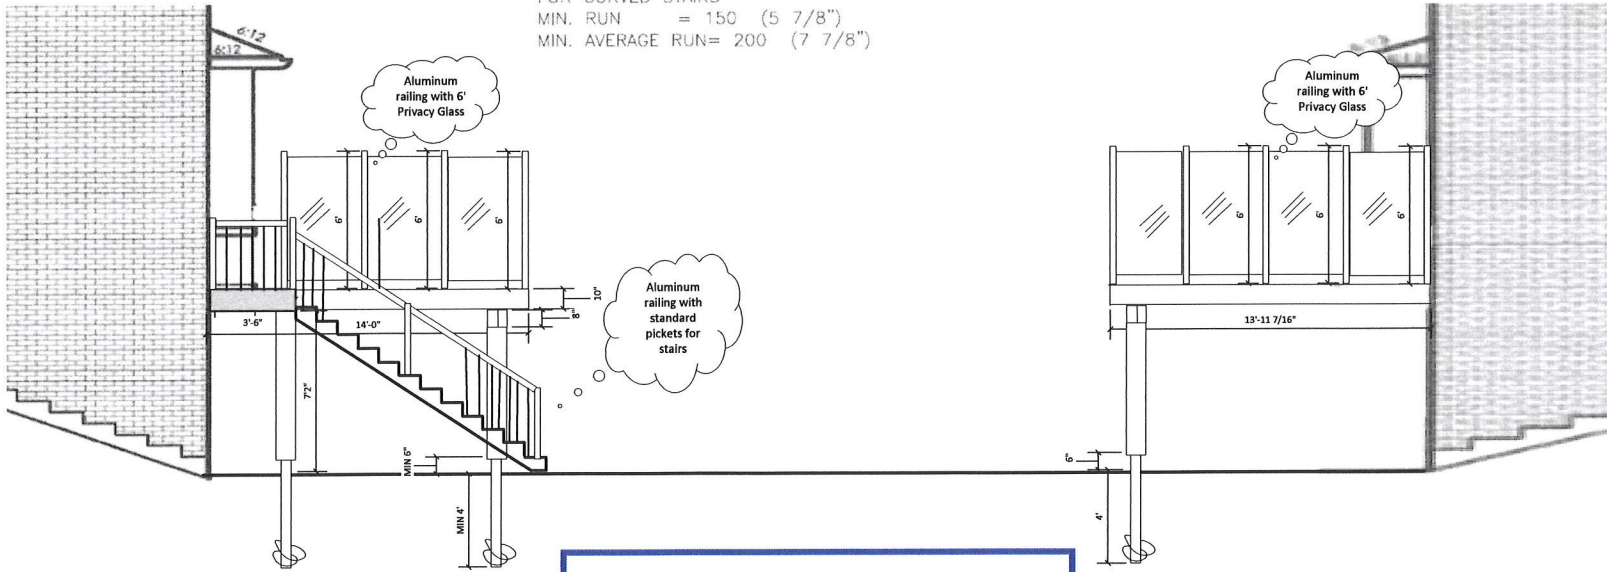 MIN. RUN = 150 (5 7/8")
MIN. AVERAGE RUN= 200 (7 7/8")
6:12
6:12
Aluminum
railing with 6'
Privacy Glass
Aluminum
railing with 6'
Privacy Glass
6'
6'
6'
6'
6'
6'
Aluminum
railing with
standard
pickets for
stairs
10"
8"
3'-6"
14'-0"
13'-11 7/16"
7'2"
MIN 6"
6"
MIN 4'
4'